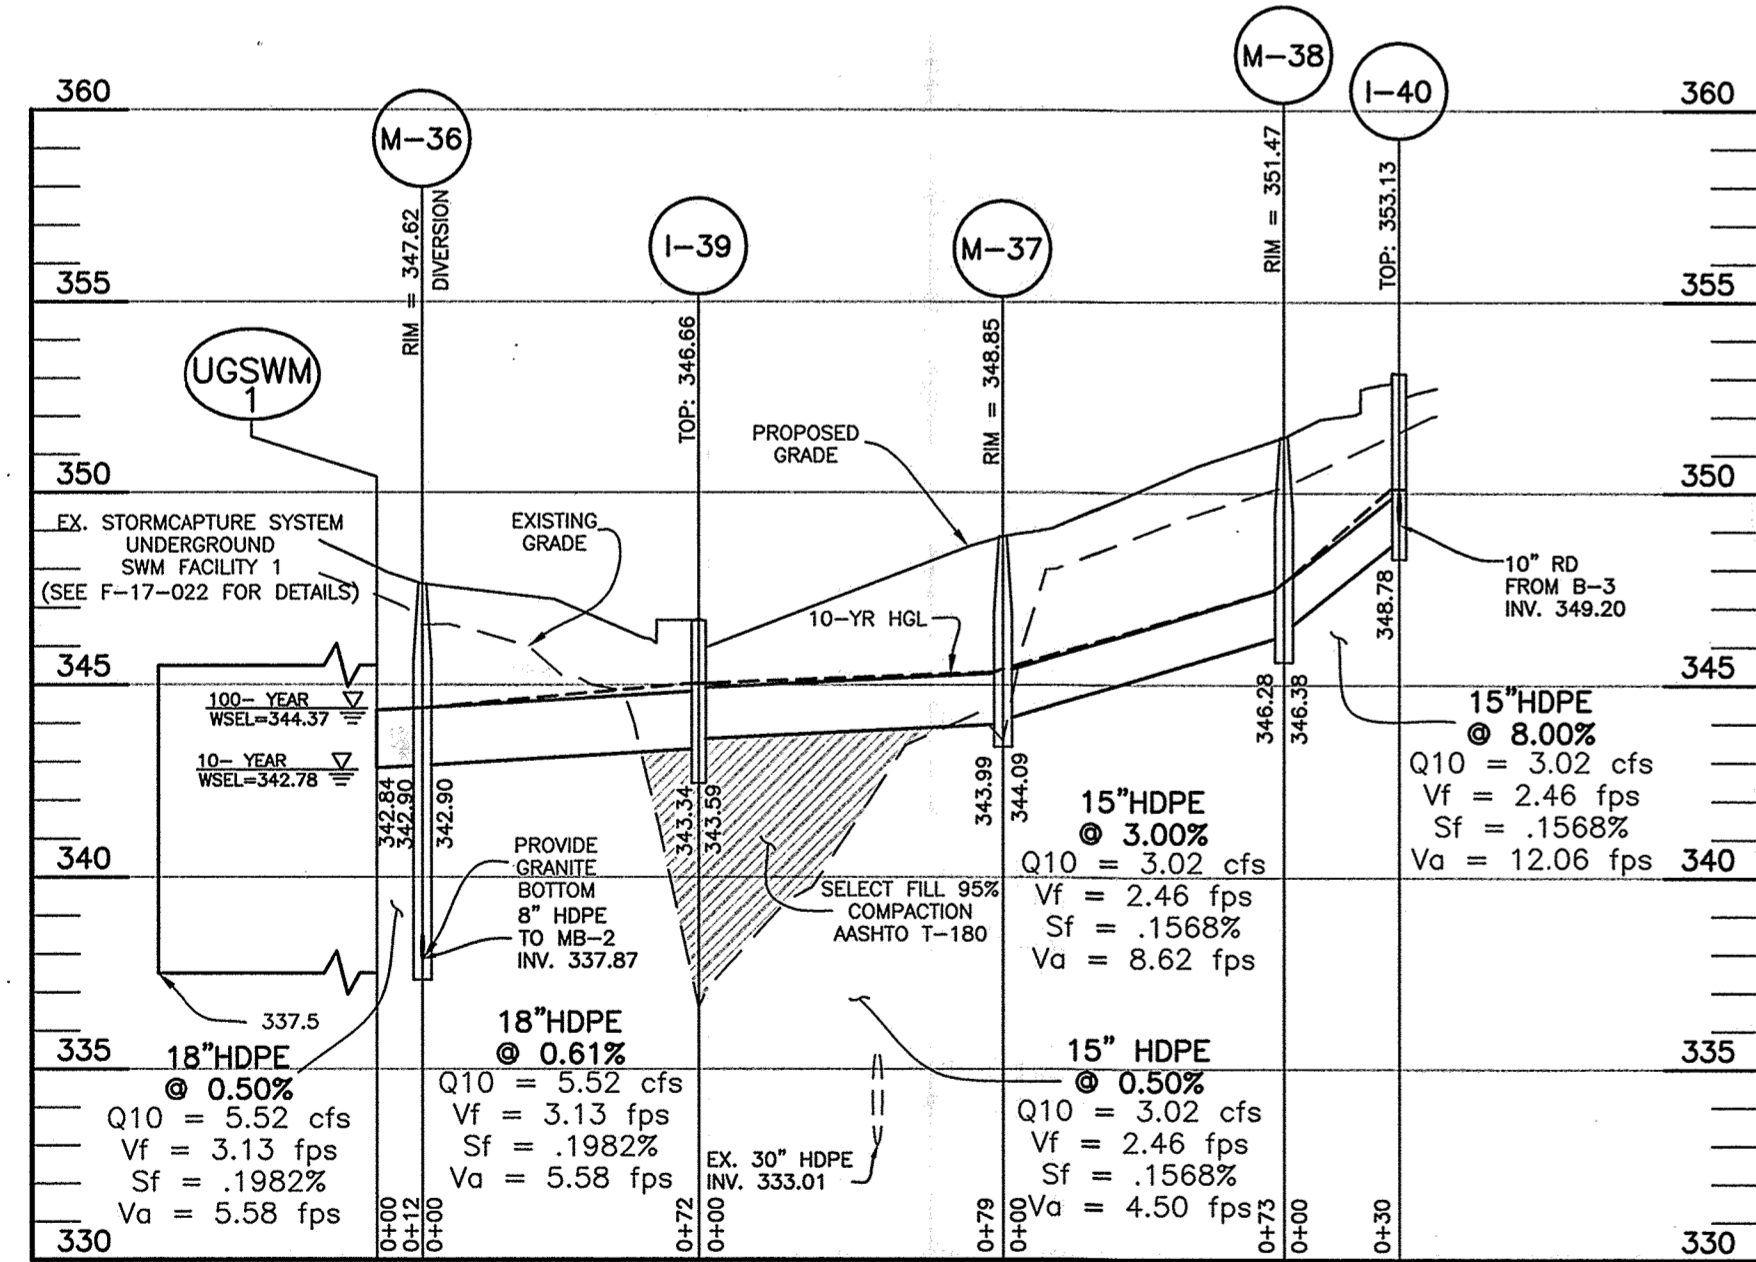 M-38
I-40
360
360
M-36
RIM = 347.62
DIVERSION
I-39
M-37
RIM = 351.47
TOP: 353.13
355
355
UGSWM
1
TOP: 346.66
RIM = 348.85
PROPOSED
GRADE
350
350
EX. STORMCAPTURE SYSTEM
UNDERGROUND
SWM FACILITY 1
(SEE F-17-022 FOR DETAILS)
EXISTING
GRADE
10-YR HGL
10" RD
FROM B-3
INV. 349.20
348.78
345
345
100- YEAR
WSEL=344.37
10- YEAR
WSEL=342.78
342.84
342.90
342.90
343.34
343.59
343.99
344.09
346.28
346.38
15"HDPE
@ 8.00%
Q10 = 3.02 cfs
Vf = 2.46 fps
Sf = .1568%
Va = 12.06 fps
15"HDPE
@ 3.00%
Q10 = 3.02 cfs
Vf = 2.46 fps
Sf = .1568%
Va = 8.62 fps
340
340
PROVIDE
GRANITE
BOTTOM
8" HDPE
TO MB-2
INV. 337.87
SELECT FILL 95%
COMPACTION
AASHTO T-180
337.5
335
335
18"HDPE
@ 0.50%
Q10 = 5.52 cfs
Vf = 3.13 fps
Sf = .1982%
Va = 5.58 fps
18"HDPE
@ 0.61%
Q10 = 5.52 cfs
Vf = 3.13 fps
Sf = .1982%
Va = 5.58 fps
EX. 30" HDPE
INV. 333.01
15" HDPE
@ 0.50%
Q10 = 3.02 cfs
Vf = 2.46 fps
Sf = .1568%
Va = 4.50 fps
330
330
0+00
0+12
0+00
0+72
0+00
0+79
0+00
0+73
0+00
0+30